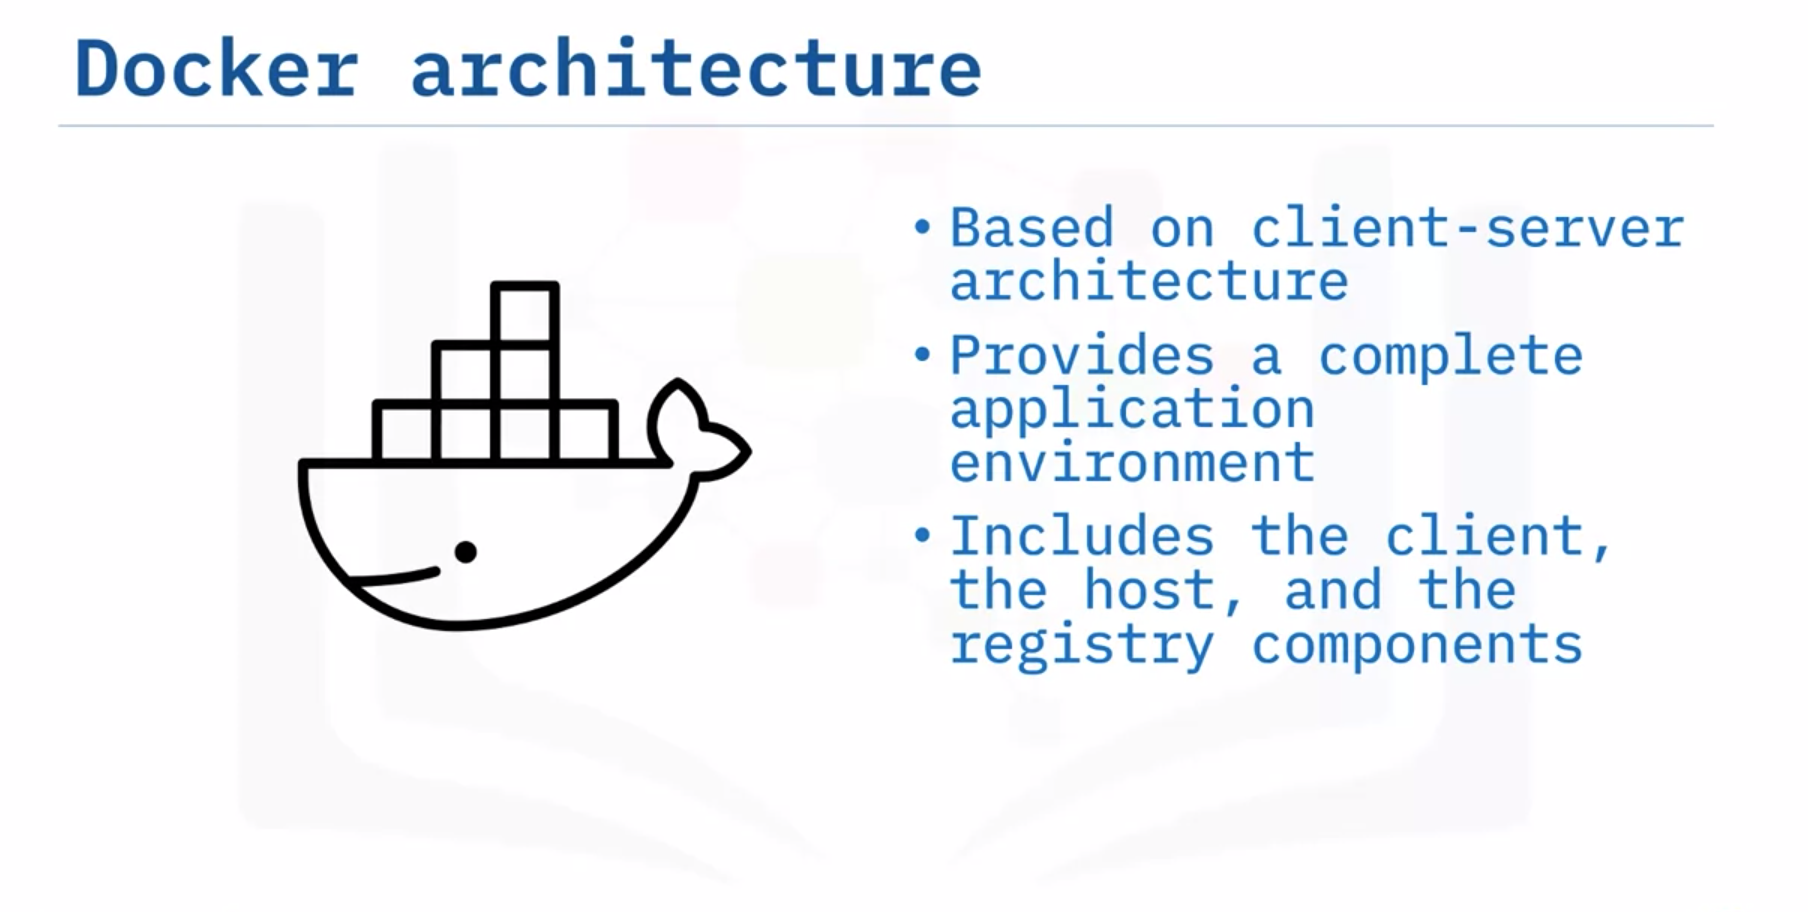 Docker architecture
• Based on client-server
architecture
• Provides a complete
application
environment
• Includes the client,
the host, and the
registry components